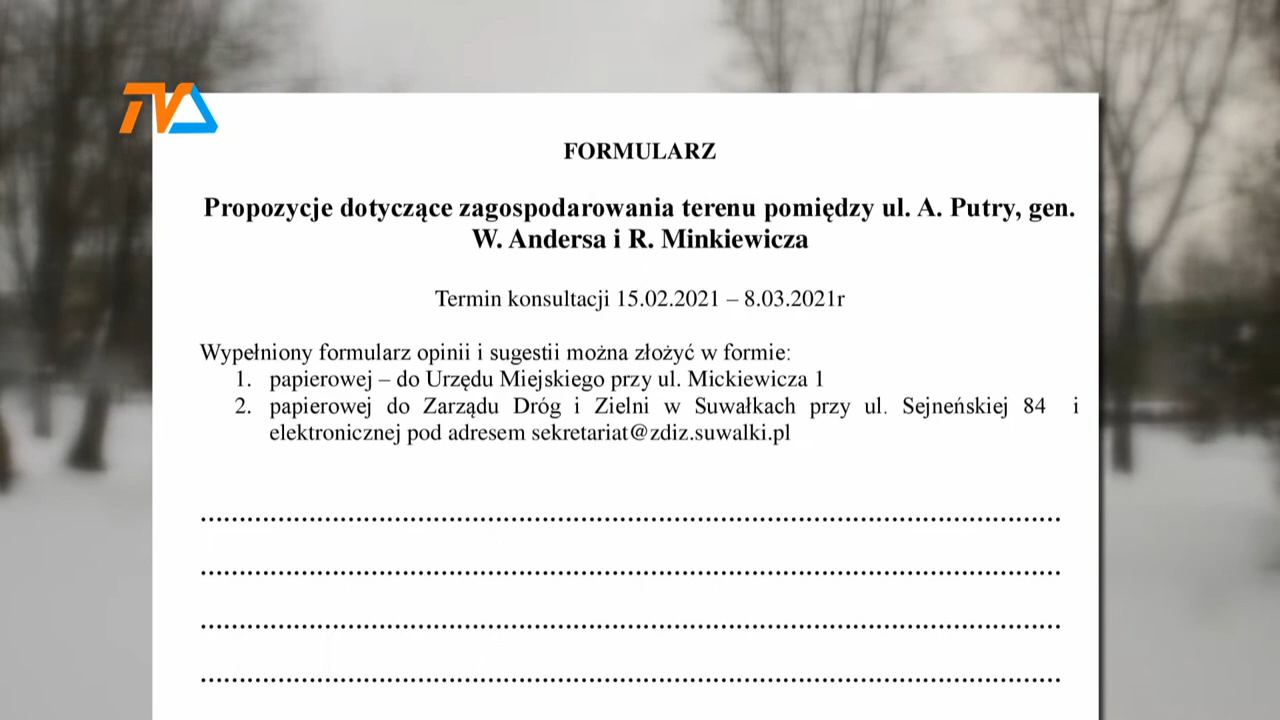 TVA
FORMULARZ
Propozycje dotyczące zagospodarowania terenu pomiędzy ul. A. Putry, gen.
W. Andersa i R. Minkiewicza
Termin konsultacji 15.02.2021 – 8.03.2021r
Wypełniony formularz opinii i sugestii można złożyć w formie:
1. papierowej – do Urzędu Miejskiego przy ul. Mickiewicza 1
2. papierowej do Zarządu Dróg i Zielni w Suwałkach przy ul. Sejneńskiej 84 i
elektronicznej pod adresem sekretariat@zdiz.suwalki.pl